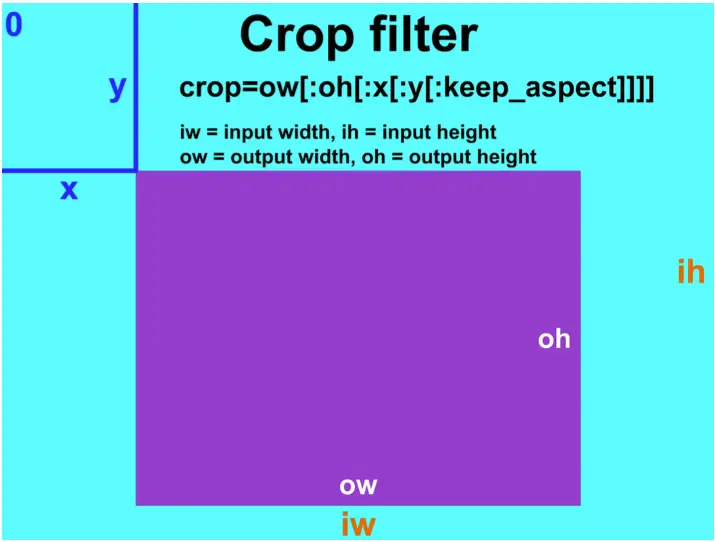 0
Crop filter
y
crop=ow[:oh[:x[:y[:keep_aspect]]]]
iw = input width, ih = input height
ow = output width, oh = output height
x
ih
oh
ow
iw